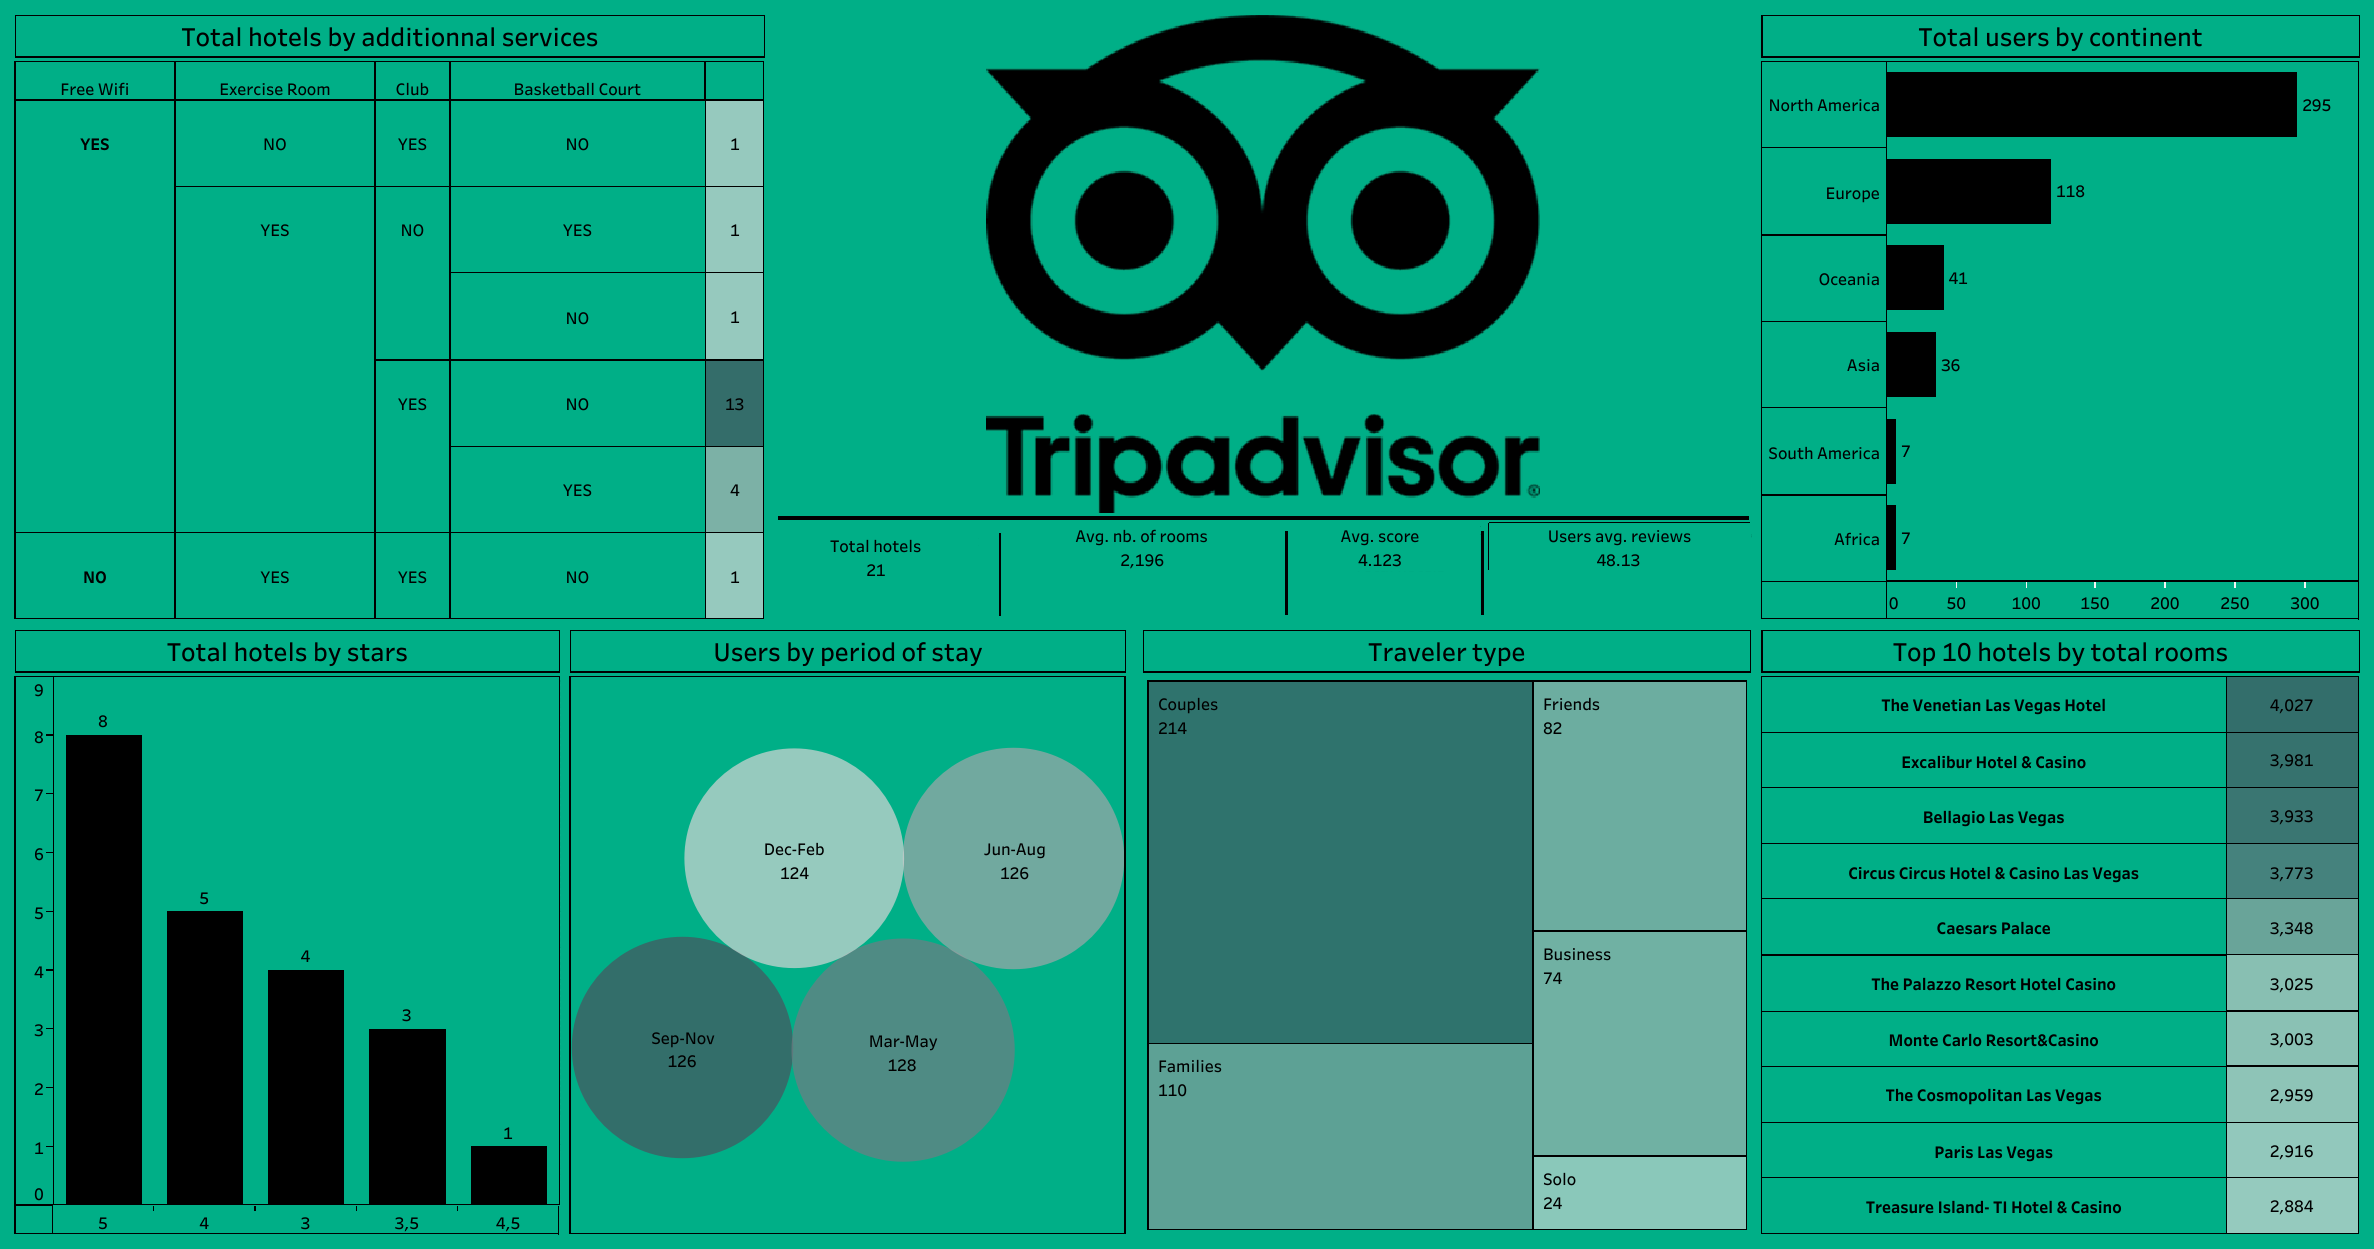 Total hotels by additionnal services
Free Wifi Exercise Room Club Basketball Court
YES NO YES NO 1
YES NO YES 1
NO 1
YES NO 13
YES 4
NO YES YES NO 1
Tripadvisor®
Total hotels
21
Avg. nb. of rooms
2,196
Avg. score
4.123
Users avg. reviews
48.13
Total users by continent
North America 295
Europe 118
Oceania 41
Asia 36
South America 7
Africa 7
0 50 100 150 200 250 300
Total hotels by stars
9
8
7
6
5
4
3
2
1
0
8
5
4
3
1
5 4 3 3,5 4,5
Users by period of stay
Dec-Feb
124
Jun-Aug
126
Sep-Nov
126
Mar-May
128
Traveler type
Couples
214
Families
110
Friends
82
Business
74
Solo
24
Top 10 hotels by total rooms
The Venetian Las Vegas Hotel 4,027
Excalibur Hotel & Casino 3,981
Bellagio Las Vegas 3,933
Circus Circus Hotel & Casino Las Vegas 3,773
Caesars Palace 3,348
The Palazzo Resort Hotel Casino 3,025
Monte Carlo Resort&Casino 3,003
The Cosmopolitan Las Vegas 2,959
Paris Las Vegas 2,916
Treasure Island- TI Hotel & Casino 2,884